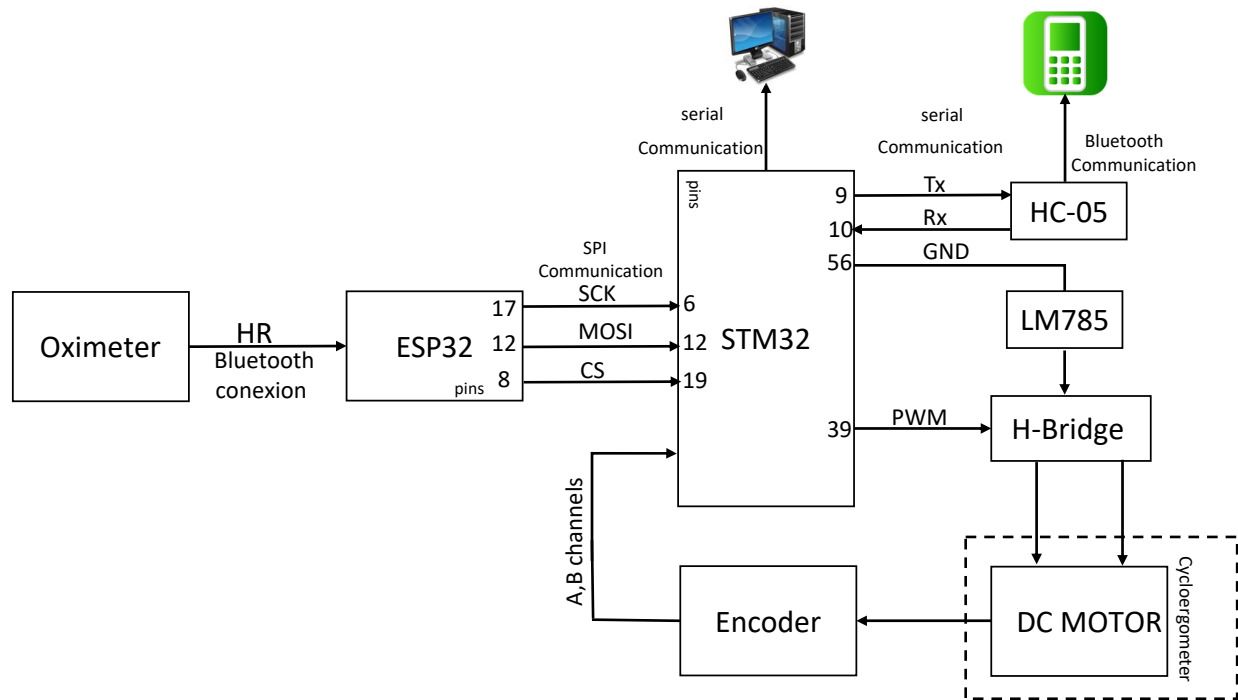 serial
Communication
serial
Communication
Bluetooth
Communication
pins
9
Tx
HC-05
10
Rx
56
GND
SPI
Communication
Oximeter
HR
Bluetooth
conexion
ESP32
pins
17
SCK
6
12
MOSI
12
8
CS
19
STM32
LM785
39
PWM
H-Bridge
A,B channels
Encoder
DC MOTOR
Cycloergometer